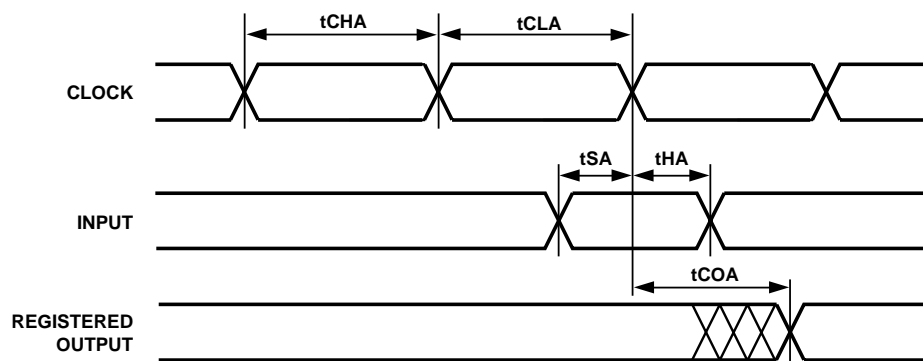 tCHA tCLA
CLOCK
tSA tHA
INPUT
tCOA
REGISTERED
OUTPUT